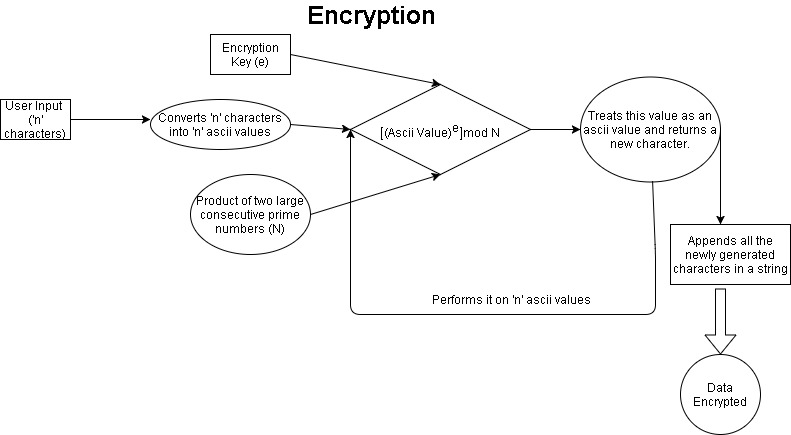 Encryption
Encryption
Key (e)
User Input
('n'
characters)
Converts 'n' characters
into 'n' ascii values
[(Ascii Value)^e]mod N
Treats this value as an
ascii value and returns a
new character.
Product of two large
consecutive prime
numbers (N)
Appends all the
newly generated
characters in a string
Performs it on 'n' ascii values
Data
Encrypted